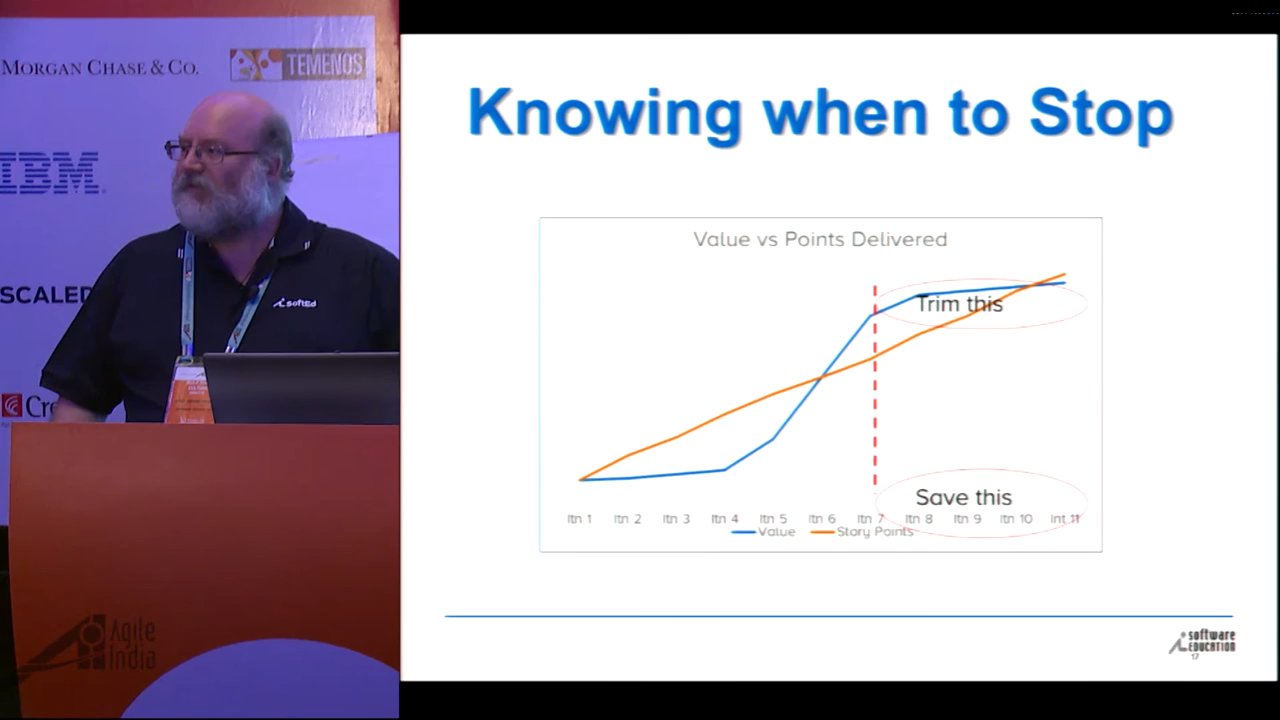 MORGAN CHASE & CO.
TEMENOS
IBM
SCALED
Cre
SoftEd
Agile
India
Knowing when to Stop
Value vs Points Delivered
Trim this
Save this
Itn 1 Itn 2 Itn 3 Itn 4 Itn 5 Itn 6 Itn 7 Itn 8 Itn 9 Itn 10 Int 11
Value Story Points
software
EDUCATION
17